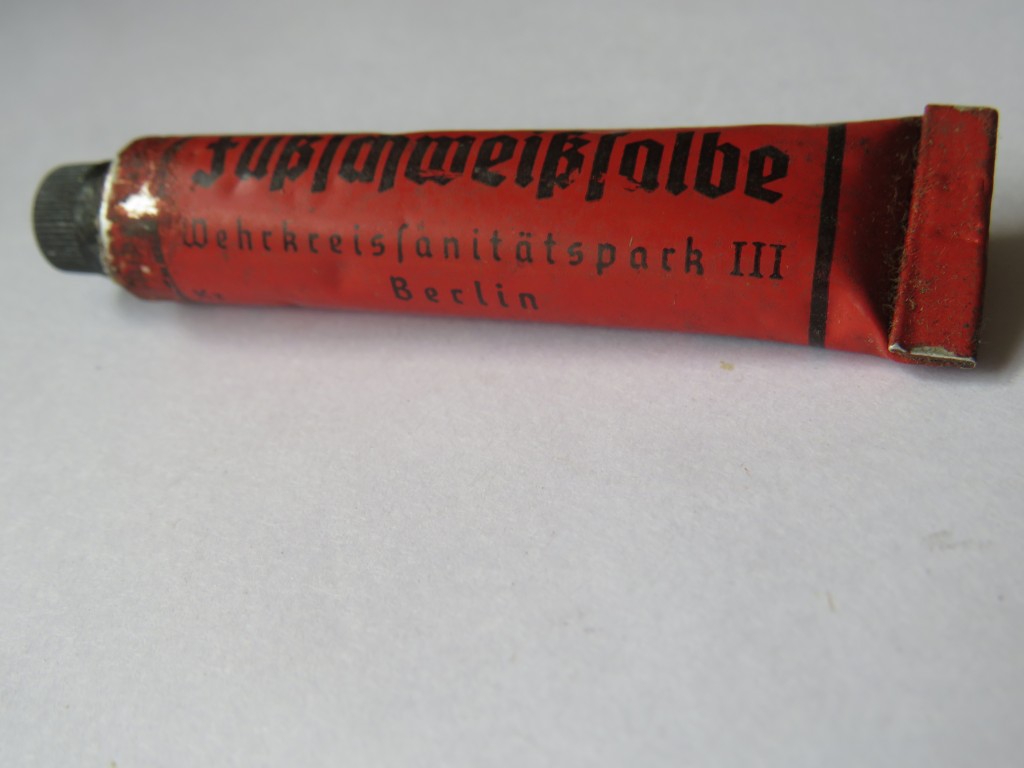 Fußschweißsalbe
Wehrkreissanitätspark III
Berlin